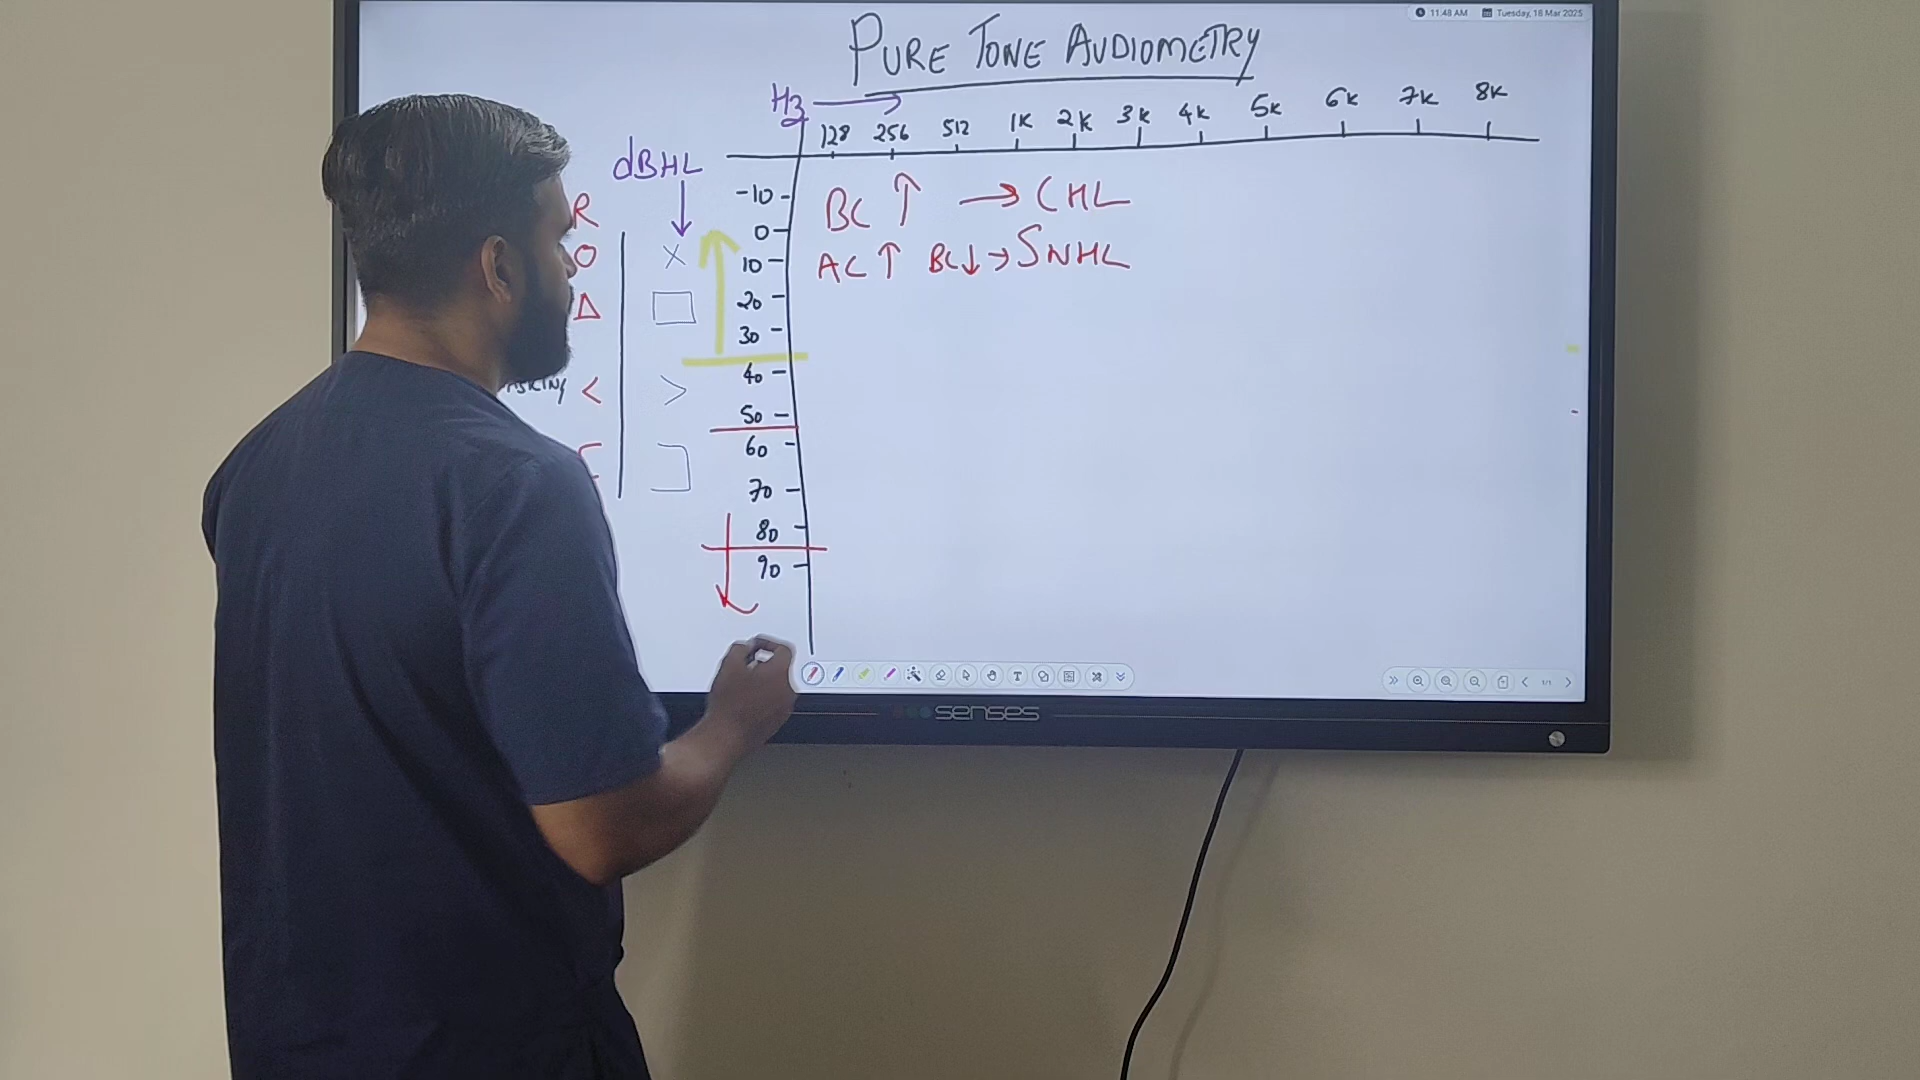 11:48 AM Tuesday, 18 Mar 2025
PURE TONE AUDIOMETRY
Hz
128 256 512 1K 2K 3K 4K 5K 6K 7K 8K
dBHL
R
-10
0
10
20
30
40
50
60
70
80
90
BC ↑ → CHL
AC ↑ BC ↓ → SNHL
O X
Δ □
< >
]
senses
1/1